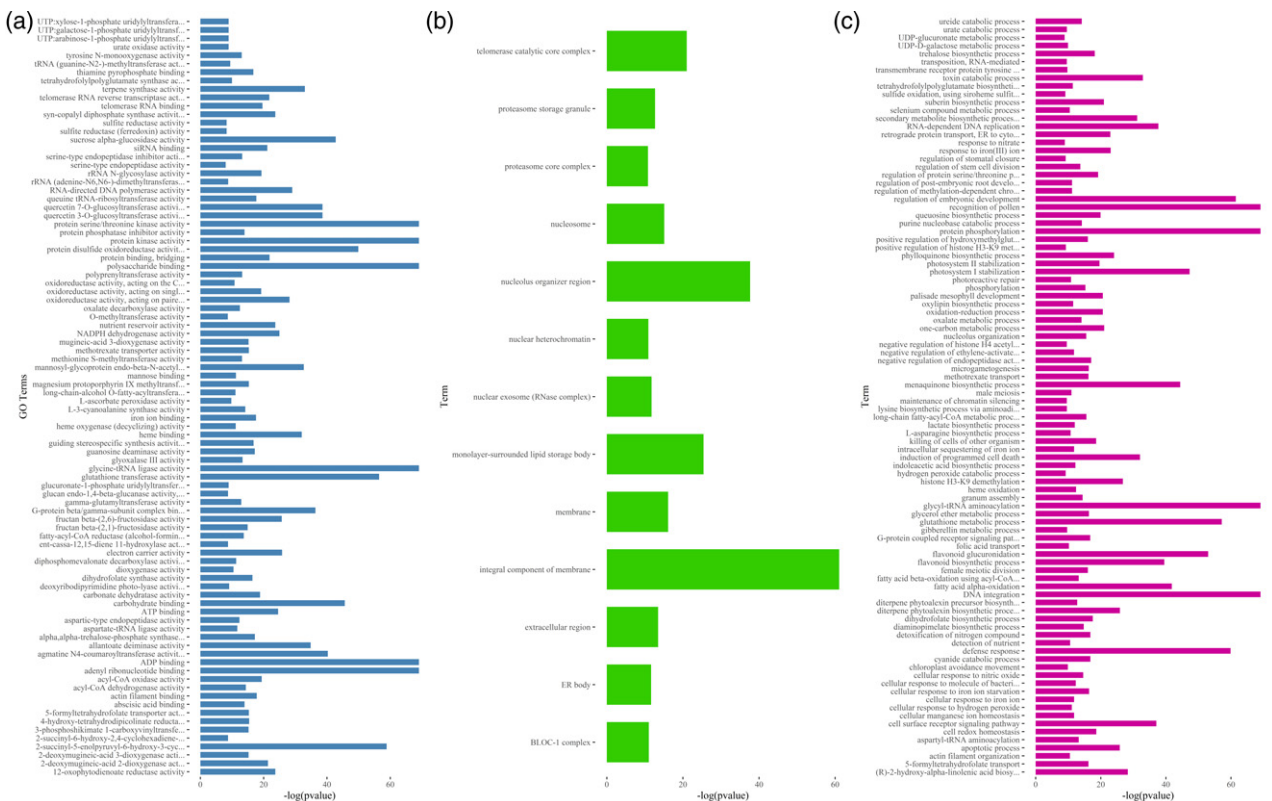 (a)
UTP:xylose-1-phosphate uridylyltransfera...
UTP:galactose-1-phosphate uridylyltransf...
UTP:arabinose-1-phosphate uridylyltransf...
urate oxidase activity
tyrosine N-monooxygenase activity
tRNA (guanine-N2-)-methyltransferase act...
thiamine pyrophosphate binding
tetrahydrofolylpolyglutamate synthase ac...
terpene synthase activity
telomerase RNA reverse transcriptase act...
telomerase RNA binding
syn-copalyl diphosphate synthase activit...
sulfite reductase activity
sulfite reductase (ferredoxin) activity
sucrose alpha-glucosidase activity
siRNA binding
serine-type endopeptidase inhibitor acti...
serine-type endopeptidase activity
rRNA N-glycosylase activity
rRNA (adenine-N6,N6-)-dimethyltransferas...
RNA-directed DNA polymerase activity
queuine tRNA-ribosyltransferase activity
quercetin 7-O-glucosyltransferase activi...
quercetin 3-O-glucosyltransferase activi...
protein serine/threonine kinase activity
protein phosphatase inhibitor activity
protein kinase activity
protein disulfide oxidoreductase activit...
protein binding, bridging
polysaccharide binding
polyprenyltransferase activity
oxidoreductase activity, acting on the C...
oxidoreductase activity, acting on singl...
oxidoreductase activity, acting on paire...
oxalate decarboxylase activity
O-methyltransferase activity
nutrient reservoir activity
NADPH dehydrogenase activity
mugineic-acid 3-dioxygenase activity
methotrexate transporter activity
methionine S-methyltransferase activity
mannosyl-glycoprotein endo-beta-N-acetyl...
mannose binding
magnesium protoporphyrin IX methyltransf...
long-chain-alcohol O-fatty-acyltransfera...
L-ascorbate peroxidase activity
L-3-cyanoalanine synthase activity
iron ion binding
heme oxygenase (decyclizing) activity
heme binding
guiding stereospecific synthesis activit...
guanosine deaminase activity
glyoxalase III activity
glycine-tRNA ligase activity
glutathione transferase activity
glucuronate-1-phosphate uridylyltransfer...
glucan endo-1,4-beta-glucanase activity,...
gamma-glutamyltransferase activity
G-protein beta/gamma-subunit complex bin...
fructan beta-(2,6)-fructosidase activity
fructan beta-(2,1)-fructosidase activity
fatty-acyl-CoA reductase (alcohol-formin...
ent-cassa-12,15-diene 11-hydroxylase act...
electron carrier activity
diphosphomevalonate decarboxylase activi...
dioxygenase activity
dihydrofolate synthase activity
deoxyribodipyrimidine photo-lyase activi...
carbonate dehydratase activity
carbohydrate binding
ATP binding
aspartic-type endopeptidase activity
aspartate-tRNA ligase activity
alpha,alpha-trehalose-phosphate synthase...
allantoate deiminase activity
agmatine N4-coumaroyltransferase activit...
ADP binding
adenyl ribonucleotide binding
acyl-CoA oxidase activity
acyl-CoA dehydrogenase activity
actin filament binding
abscisic acid binding
5-formyltetrahydrofolate transporter act...
4-hydroxy-tetrahydrodipicolinate reducta...
3-phosphoshikimate 1-carboxyvinyltransfe...
2-succinyl-6-hydroxy-2,4-cyclohexadiene-...
2-succinyl-5-enolpyruvyl-6-hydroxy-3-cyc...
2-deoxymugineic-acid 3-dioxygenase acti...
2-deoxymugineic-acid 2'-dioxygenase act...
12-oxophytodienoate reductase activity
GO Terms
0 20 40 60
-log(pvalue)
(b)
telomerase catalytic core complex
proteasome storage granule
proteasome core complex
nucleosome
nucleolus organizer region
nuclear heterochromatin
nuclear exosome (RNase complex)
monolayer-surrounded lipid storage body
membrane
integral component of membrane
extracellular region
ER body
BLOC-1 complex
Term
0 20 40 60
-log(pvalue)
(c)
ureide catabolic process
urate catabolic process
UDP-glucuronate metabolic process
UDP-D-galactose metabolic process
trehalose biosynthetic process
transposition, RNA-mediated
transmembrane receptor protein tyrosine ...
toxin catabolic process
tetrahydrofolylpolyglutamate biosyntheti...
sulfide oxidation, using siroheme sulfit...
suberin biosynthetic process
selenium compound metabolic process
secondary metabolite biosynthetic proces...
RNA-dependent DNA replication
retrograde protein transport, ER to cyto...
response to nitrate
response to iron(III) ion
regulation of stomatal closure
regulation of stem cell division
regulation of protein serine/threonine p...
regulation of post-embryonic root develo...
regulation of methylation-dependent chro...
regulation of embryonic development
recognition of pollen
queuosine biosynthetic process
purine nucleobase catabolic process
protein phosphorylation
positive regulation of hydroxymethylglut...
positive regulation of histone H3-K9 met...
phylloquinone biosynthetic process
photosystem II stabilization
photosystem I stabilization
photoreactive repair
phosphorylation
palisade mesophyll development
oxylipin biosynthetic process
oxidation-reduction process
oxalate metabolic process
one-carbon metabolic process
nucleolus organization
negative regulation of histone H4 acetyl...
negative regulation of ethylene-activate...
negative regulation of endopeptidase act...
microgametogenesis
methotrexate transport
menaquinone biosynthetic process
male meiosis
maintenance of chromatin silencing
lysine biosynthetic process via aminoadi...
long-chain fatty-acyl-CoA metabolic proc...
lactate biosynthetic process
L-asparagine biosynthetic process
killing of cells of other organism
intracellular sequestering of iron ion
induction of programmed cell death
indoleacetic acid biosynthetic process
hydrogen peroxide catabolic process
histone H3-K9 demethylation
heme oxidation
granum assembly
glycyl-tRNA aminoacylation
glycerol ether metabolic process
glutathione metabolic process
gibberellin metabolic process
G-protein coupled receptor signaling pat...
folic acid transport
flavonoid glucuronidation
flavonoid biosynthetic process
female meiotic division
fatty acid beta-oxidation using acyl-CoA...
fatty acid alpha-oxidation
DNA integration
diterpene phytoalexin precursor biosynth...
diterpene phytoalexin biosynthetic proce...
dihydrofolate biosynthetic process
diaminopimelate biosynthetic process
detoxification of nitrogen compound
detection of nutrient
defense response
cyanide catabolic process
chloroplast avoidance movement
cellular response to nitric oxide
cellular response to molecule of bacteri...
cellular response to iron ion starvation
cellular response to iron ion
cellular response to hydrogen peroxide
cellular manganese ion homeostasis
cell surface receptor signaling pathway
cell redox homeostasis
aspartyl-tRNA aminoacylation
apoptotic process
actin filament organization
5-formyltetrahydrofolate transport
(R)-2-hydroxy-alpha-linolenic acid biosy...
Term
0 20 40 60
-log(pvalue)